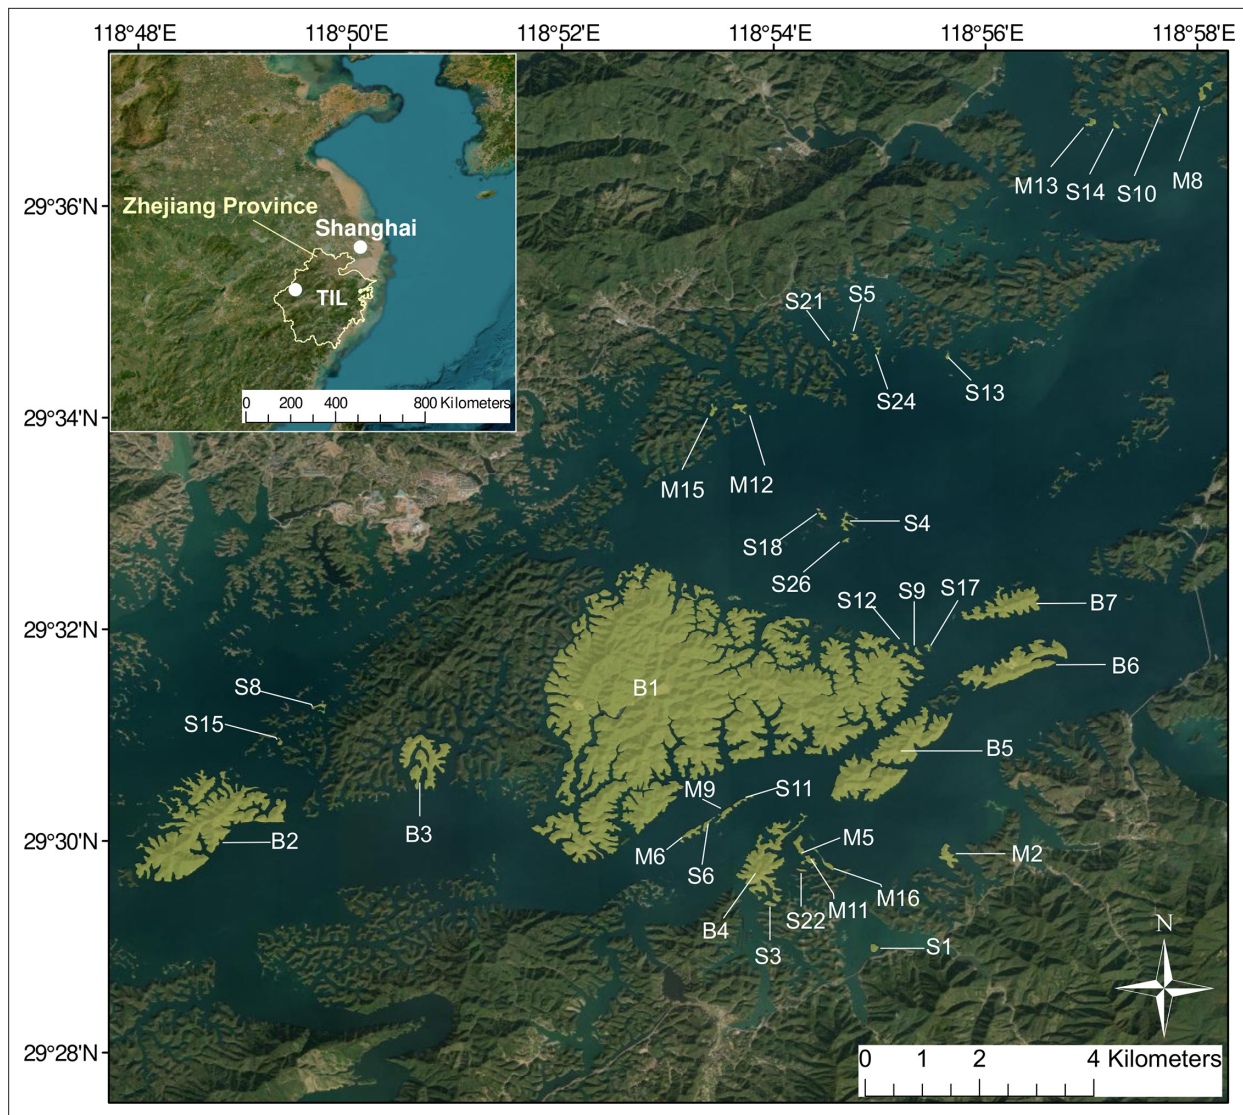 118°48'E 118°50'E 118°52'E 118°54'E 118°56'E 118°58'E
29°36'N
29°34'N
29°32'N
29°30'N
29°28'N
Zhejiang Province
Shanghai
TIL
0 200 400 800 Kilometers
M13 S14 S10 M8
S21 S5
S24 S13
M15 M12
S18 S4
S26
S12 S9 S17
B7
B6
B1
S8
S15
B5
M9 S11
B2 B3
M6 S6
M5 M2
B4 S22 M11 M16
S3 S1
N
0 1 2 4 Kilometers